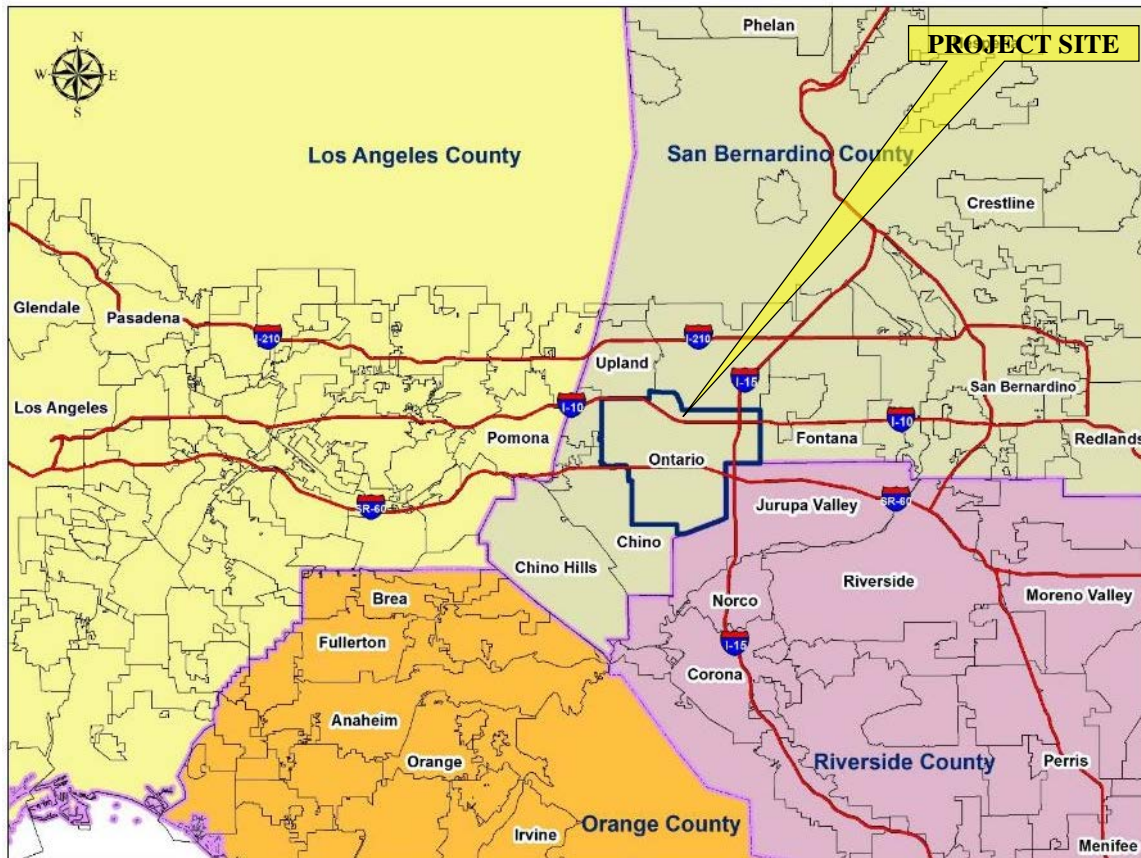 Phelan
PROJECT SITE
Hesperia
N
W E
S
Los Angeles County
San Bernardino County
Crestline
Glendale
Pasadena
I-210
I-210
Upland
I-15
San Bernardino
Los Angeles
I-10
Pomona
Fontana
I-10
Redlands
Ontario
SR-60
Jurupa Valley
SR-60
Chino
Chino Hills
Riverside
Brea
Norco
Moreno Valley
Fullerton
I-15
Corona
Anaheim
Orange
Riverside County
Perris
Irvine
Orange County
Menifee